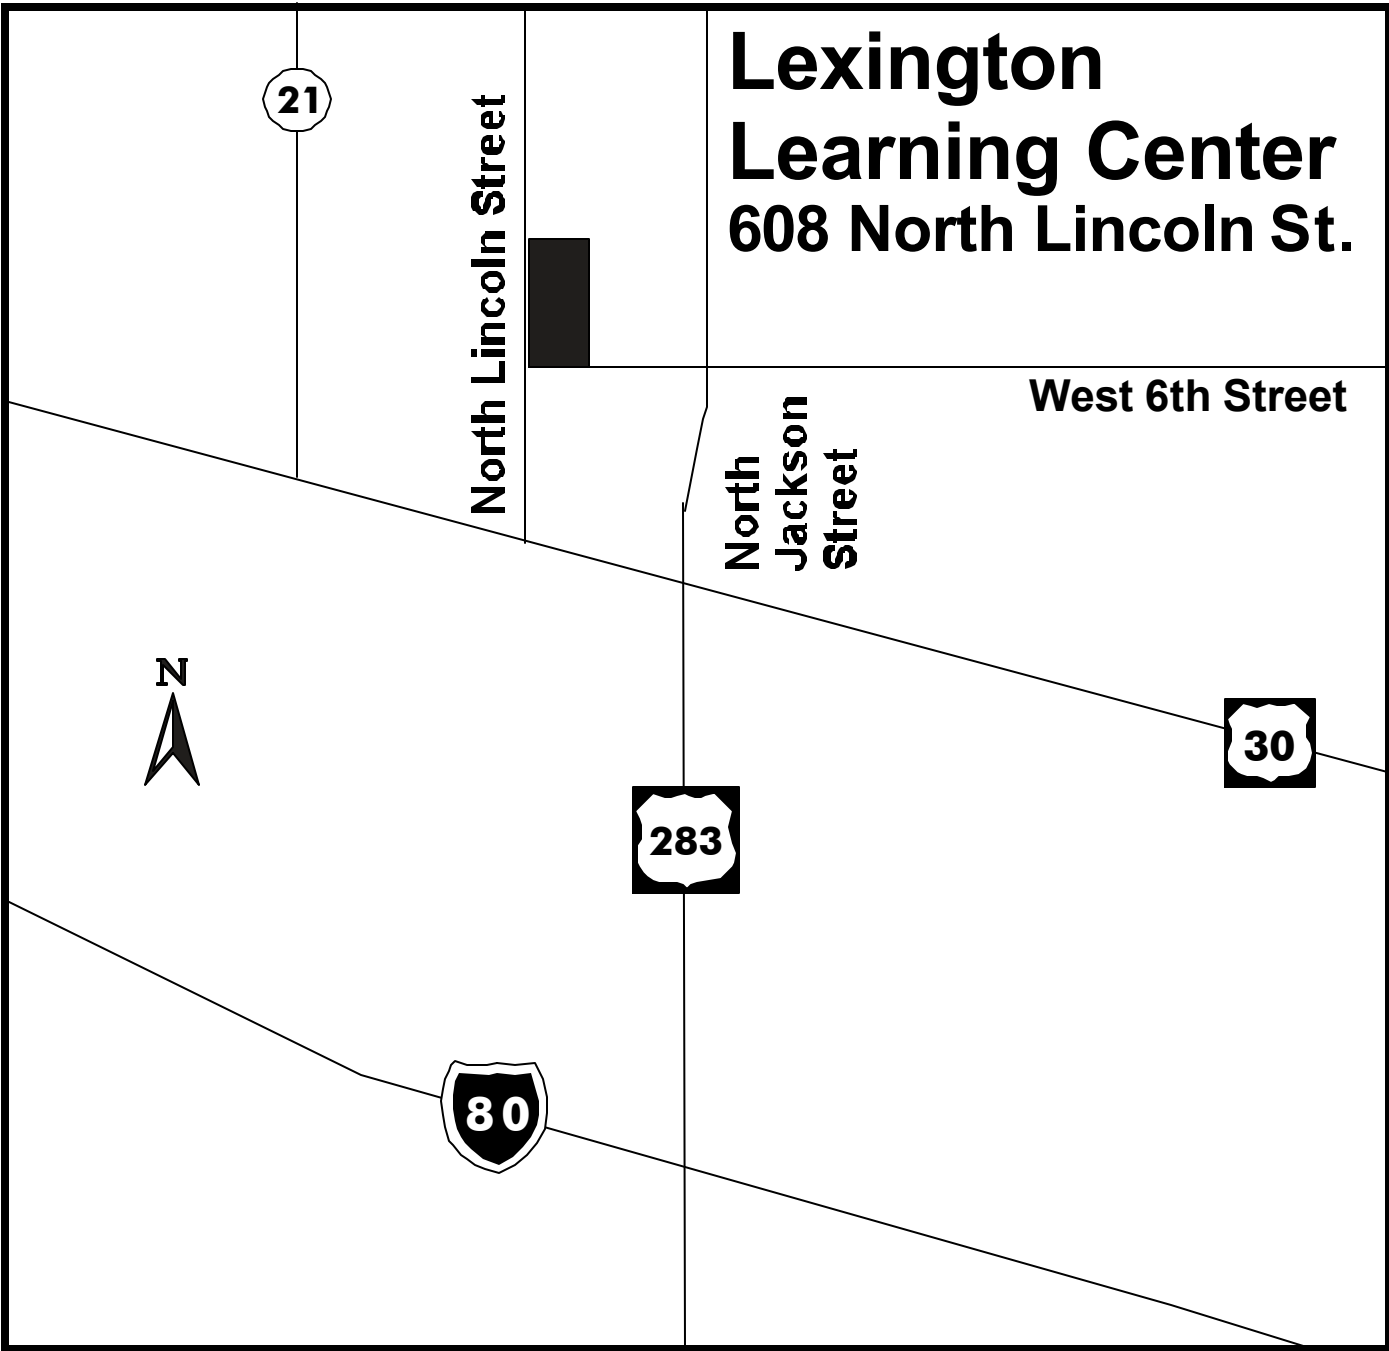 Lexington
Learning Center
608 North Lincoln St.
21
North Lincoln Street
West 6th Street
North
Jackson
Street
N
30
283
80